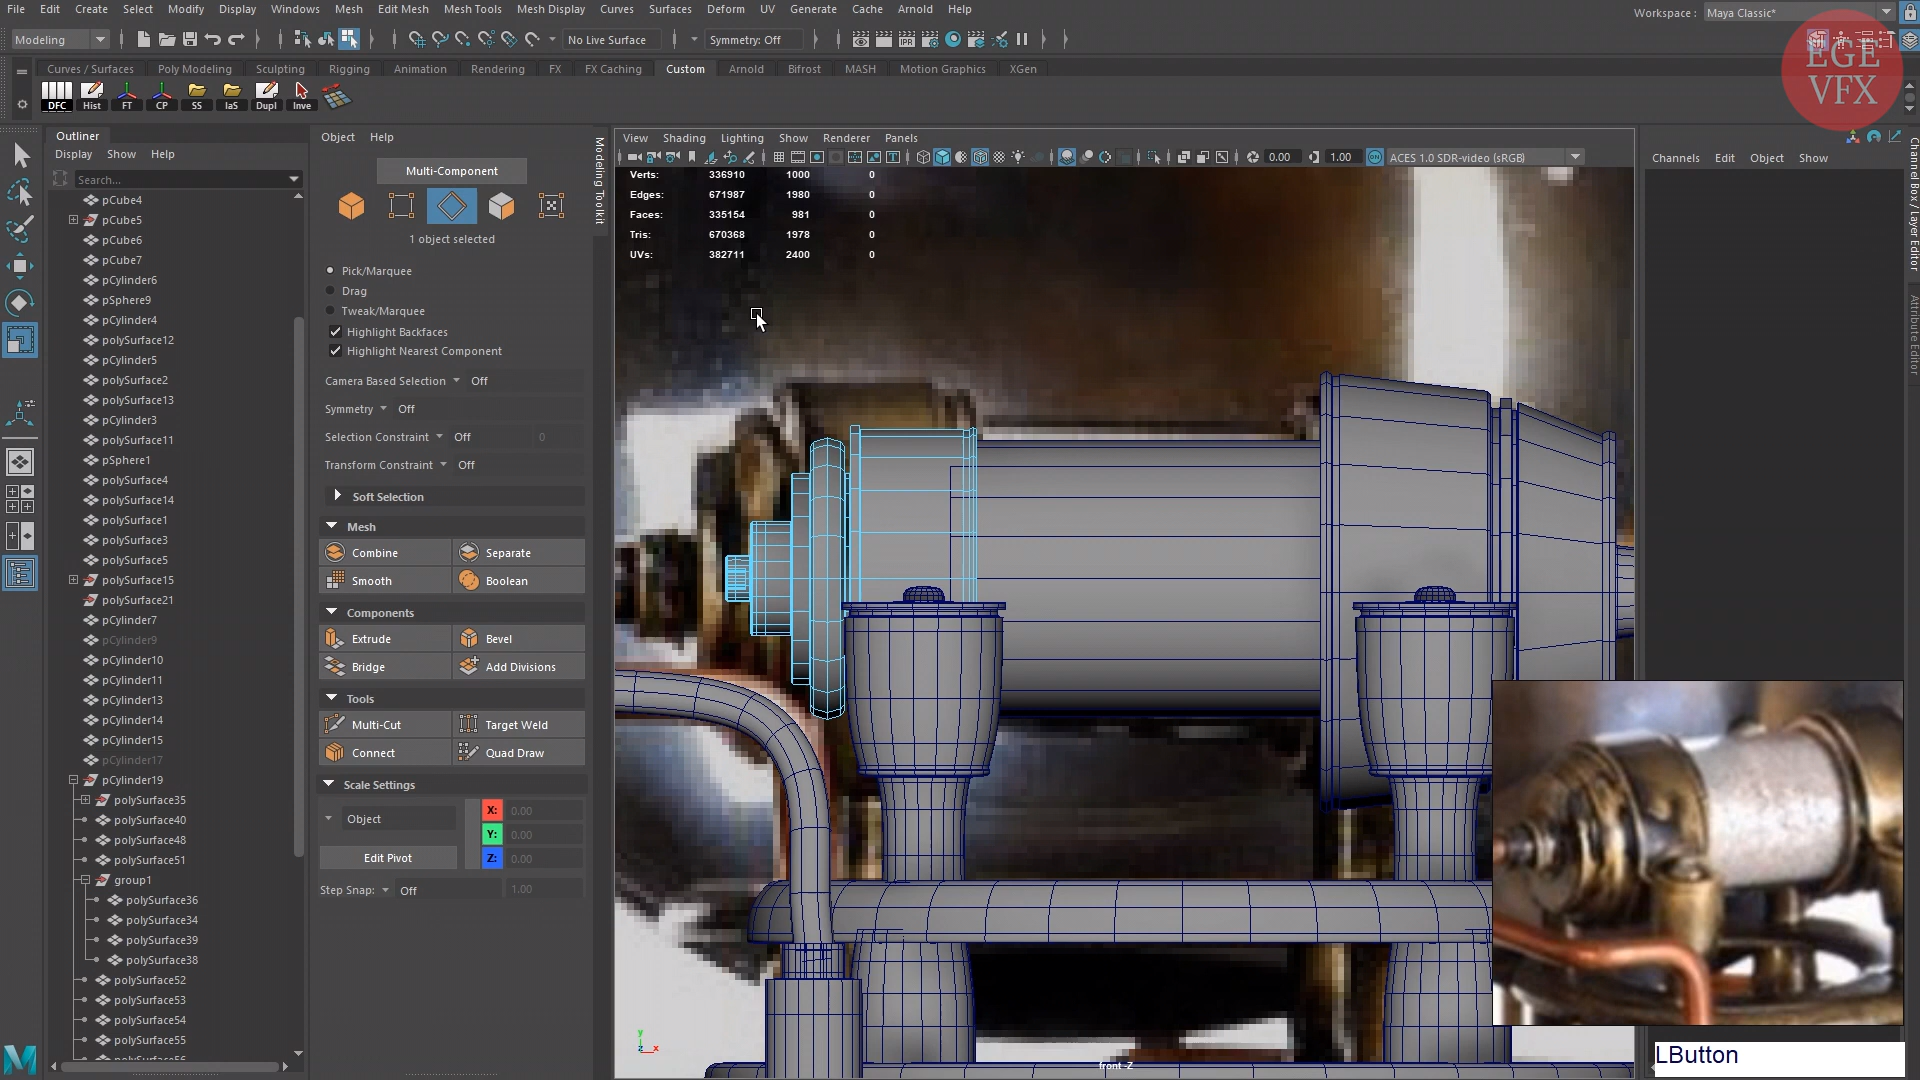 File Edit Create Select Modify Display Windows Mesh Edit Mesh Mesh Tools Mesh Display Curves Surfaces Deform UV Generate Cache Arnold Help
Workspace : Maya Classic*
Modeling
No Live Surface
Symmetry: Off
EGE
VFX
Curves / Surfaces Poly Modeling Sculpting Rigging Animation Rendering FX FX Caching Custom Arnold Bifrost MASH Motion Graphics XGen
DFC Hist FT CP SS IaS Dupl Inve
Outliner
Display Show Help
Search...
pCube4
pCube5
pCube6
pCube7
pCylinder6
pSphere9
pCylinder4
polySurface12
pCylinder5
polySurface2
polySurface13
pCylinder3
polySurface11
pSphere1
polySurface4
polySurface14
polySurface1
polySurface3
polySurface5
polySurface15
polySurface21
pCylinder7
pCylinder9
pCylinder10
pCylinder11
pCylinder13
pCylinder14
pCylinder15
pCylinder17
pCylinder19
polySurface35
polySurface40
polySurface48
polySurface51
group1
polySurface36
polySurface34
polySurface39
polySurface38
polySurface52
polySurface53
polySurface54
polySurface55
polySurface56
Object Help
Multi-Component
1 object selected
Pick/Marquee
Drag
Tweak/Marquee
Highlight Backfaces
Highlight Nearest Component
Camera Based Selection Off
Symmetry Off
Selection Constraint Off 0
Transform Constraint Off
Soft Selection
Mesh
Combine Separate
Smooth Boolean
Components
Extrude Bevel
Bridge Add Divisions
Tools
Multi-Cut Target Weld
Connect Quad Draw
Scale Settings
Object
X: 0.00
Y: 0.00
Edit Pivot
Z: 0.00
Step Snap: Off 1.00
Modeling Toolkit
View Shading Lighting Show Renderer Panels
0.00 1.00 ACES 1.0 SDR-video (sRGB)
Verts: 336910 1000 0
Edges: 671987 1980 0
Faces: 335154 981 0
Tris: 670368 1978 0
UVs: 382711 2400 0
y
z x
front -Z
Channels Edit Object Show
Channel Box / Layer Editor
Attribute Editor
LButton